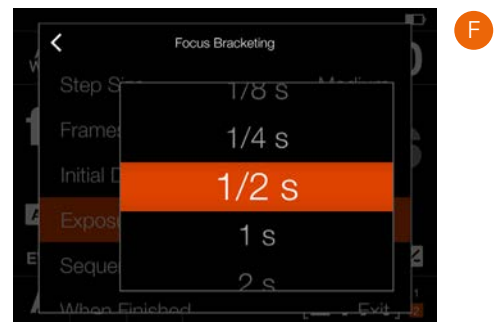 F
Focus Bracketing
Step
1/8 s
Medium
Frames
1/4 s
Initial D
1/2 s
Expos
1 s
Seque
2 s
When Finished
Exit